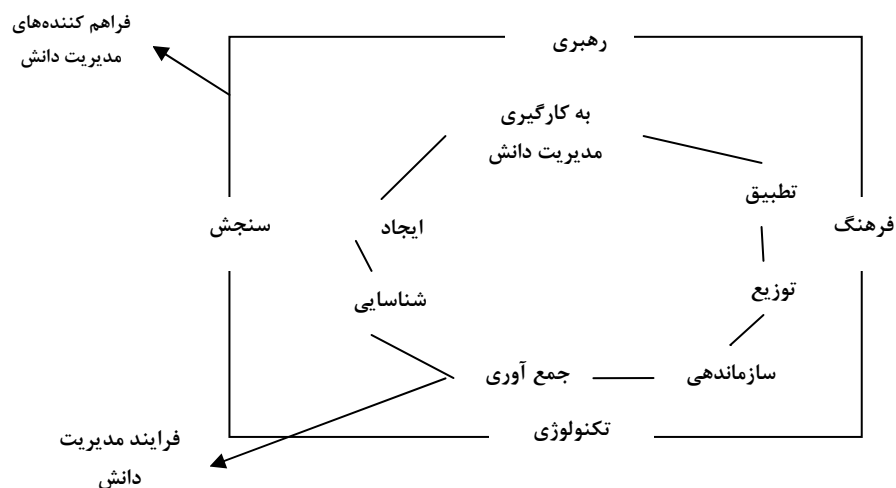 فراهم کننده‌های
مدیریت دانش
رهبری
به کارگیری
مدیریت دانش
تطبیق
فرهنگ
ایجاد
سنجش
توزیع
شناسایی
سازماندهی
جمع آوری
تکنولوژی
فرایند مدیریت
دانش